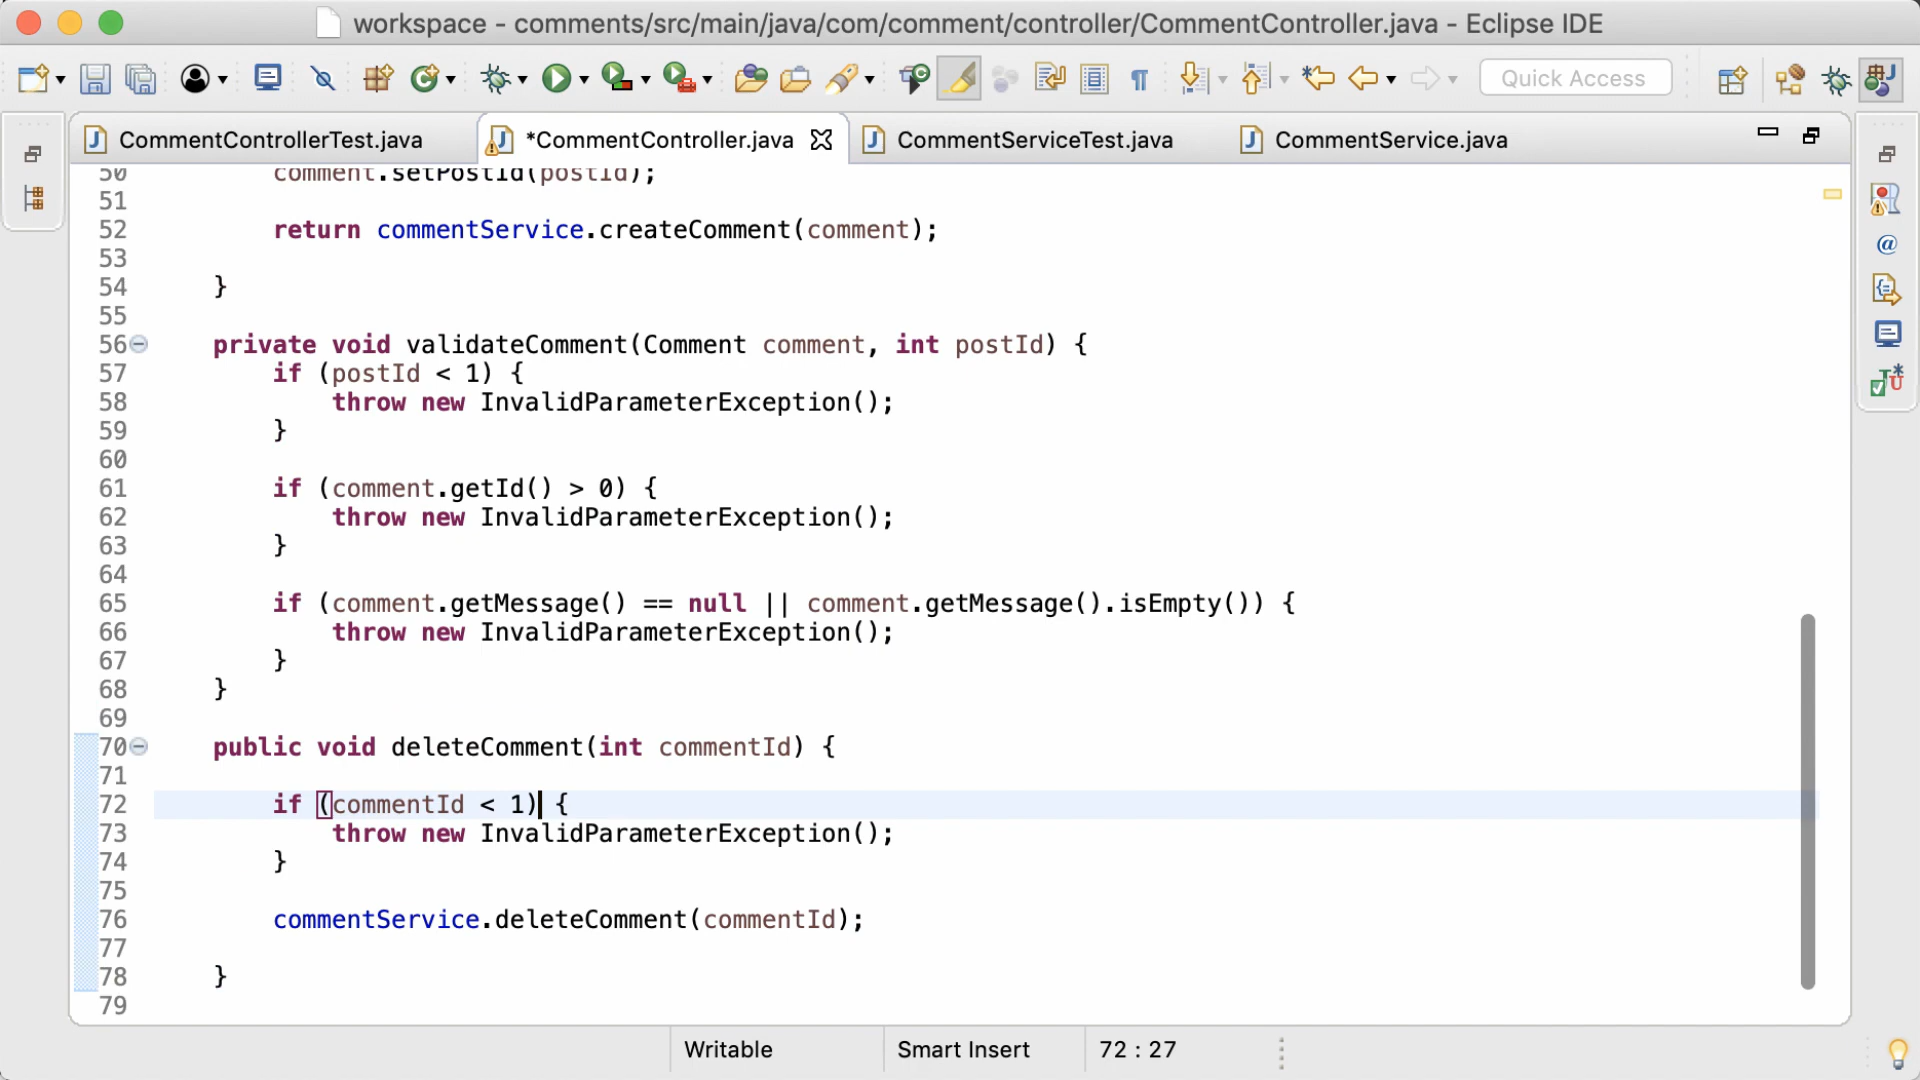 workspace - comments/src/main/java/com/comment/controller/CommentController.java - Eclipse IDE
Quick Access
CommentControllerTest.java
*CommentController.java
CommentServiceTest.java
CommentService.java
50 comment.setPostId(postId);
51
52 return commentService.createComment(comment);
53
54 }
55
56 private void validateComment(Comment comment, int postId) {
57 if (postId < 1) {
58 throw new InvalidParameterException();
59 }
60
61 if (comment.getId() > 0) {
62 throw new InvalidParameterException();
63 }
64
65 if (comment.getMessage() == null || comment.getMessage().isEmpty()) {
66 throw new InvalidParameterException();
67 }
68 }
69
70 public void deleteComment(int commentId) {
71
72 if (commentId < 1) {
73 throw new InvalidParameterException();
74 }
75
76 commentService.deleteComment(commentId);
77
78 }
79
Writable
Smart Insert
72 : 27